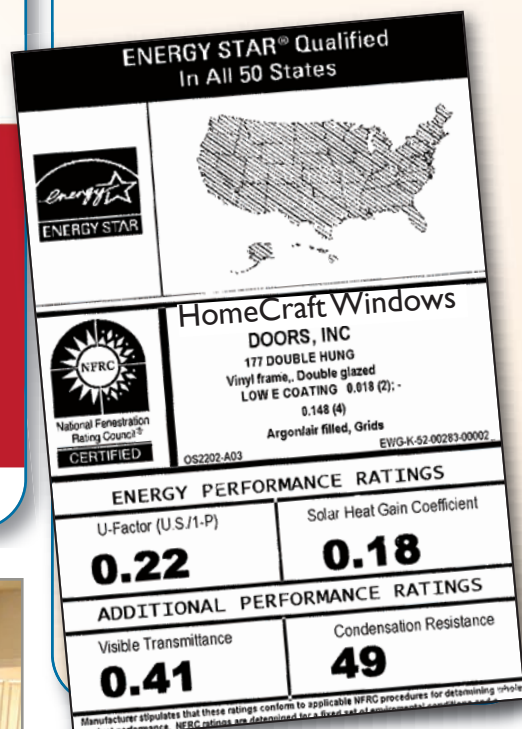 ENERGY STAR® Qualified
In All 50 States
energy
ENERGY STAR
HomeCraft Windows
DOORS, INC
177 DOUBLE HUNG
Vinyl frame,. Double glazed
LOW E COATING 0.018 (2); -
0.148 (4)
Argon/air filled, Grids
OS2202-A03
EWG-K-52-00283-00002
NFRC
National Fenestration
Rating Council®
CERTIFIED
ENERGY PERFORMANCE RATINGS
U-Factor (U.S./1-P)
0.22
Solar Heat Gain Coefficient
0.18
ADDITIONAL PERFORMANCE RATINGS
Visible Transmittance
0.41
Condensation Resistance
49
Manufacturer stipulates that these ratings conform to applicable NFRC procedures for determining whole
performance. NFRC ratings are determined for a fixed set of